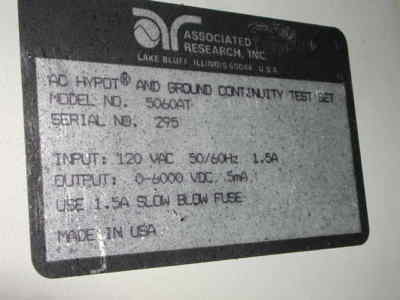 ar ASSOCIATED
RESEARCH, INC.
LAKE BLUFF, ILLINOIS 60044 U.S.A.
AC HYPOT® AND GROUND CONTINUITY TEST SET
MODEL NO. 5060AT
SERIAL NO. 295
INPUT: 120 VAC 50/60Hz 1.5A
OUTPUT: 0-6000 VDC 5mA
USE 1.5A SLOW BLOW FUSE
MADE IN USA